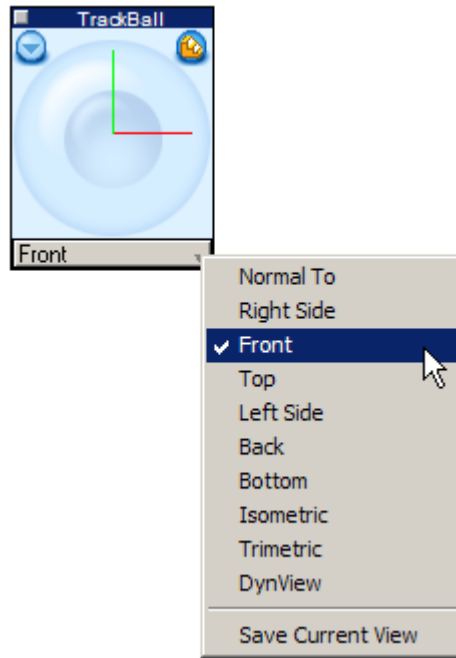 TrackBall
Front
Normal To
Right Side
Front
Top
Left Side
Back
Bottom
Isometric
Trimetric
DynView
Save Current View